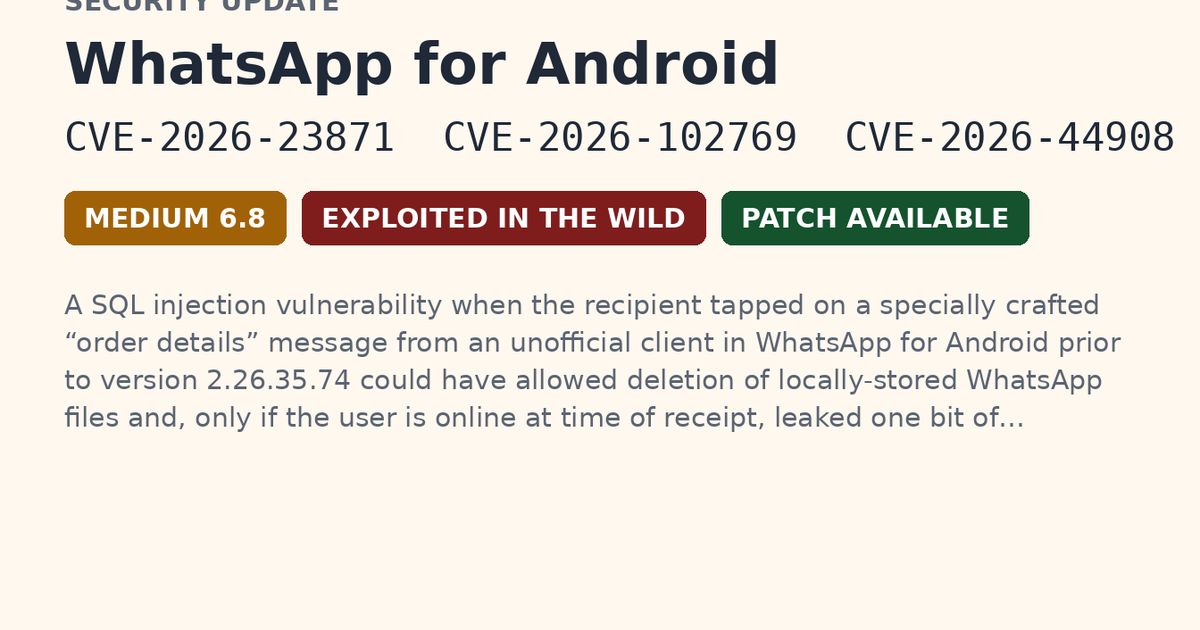 SECURITY UPDATE
WhatsApp for Android
CVE-2026-23871 CVE-2026-102769 CVE-2026-44908
MEDIUM 6.8 EXPLOITED IN THE WILD PATCH AVAILABLE
A SQL injection vulnerability when the recipient tapped on a specially crafted
“order details” message from an unofficial client in WhatsApp for Android prior
to version 2.26.35.74 could have allowed deletion of locally-stored WhatsApp
files and, only if the user is online at time of receipt, leaked one bit of…